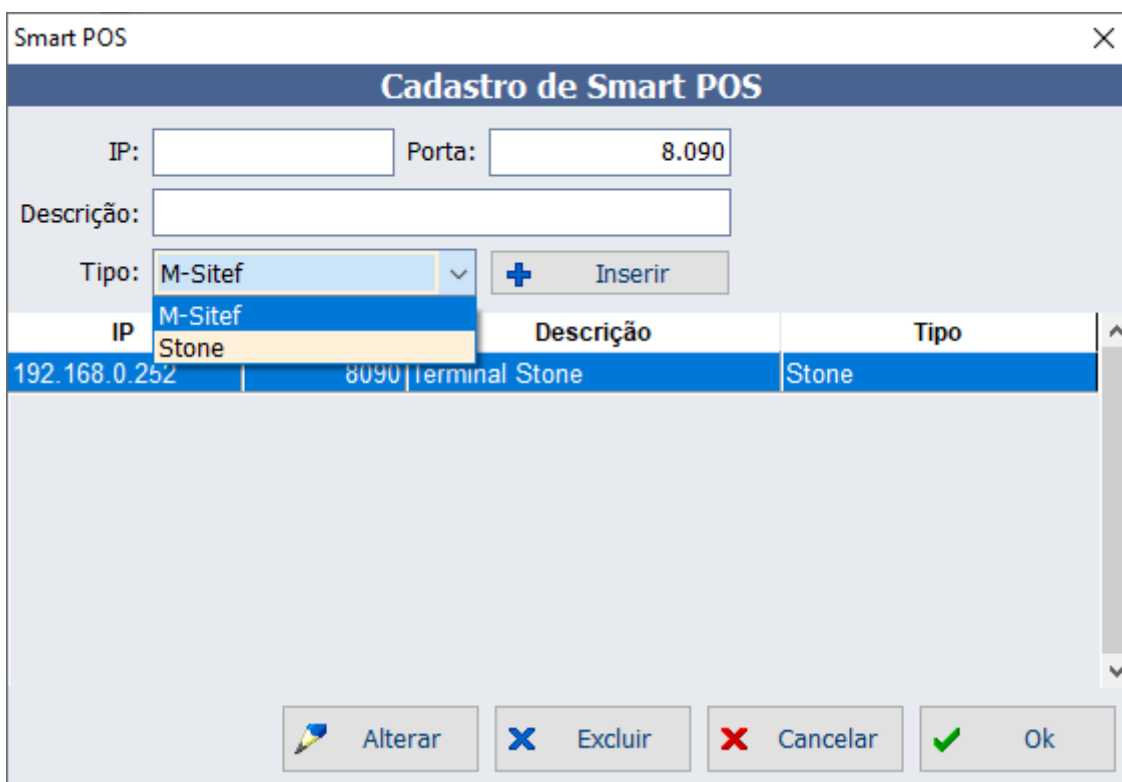 Smart POS
Cadastro de Smart POS
IP: Porta: 8.090
Descrição:
Tipo: M-Sitef Inserir
M-Sitef
Stone
IP Descrição Tipo
192.168.0.252 8090 Terminal Stone Stone
Alterar Excluir Cancelar Ok